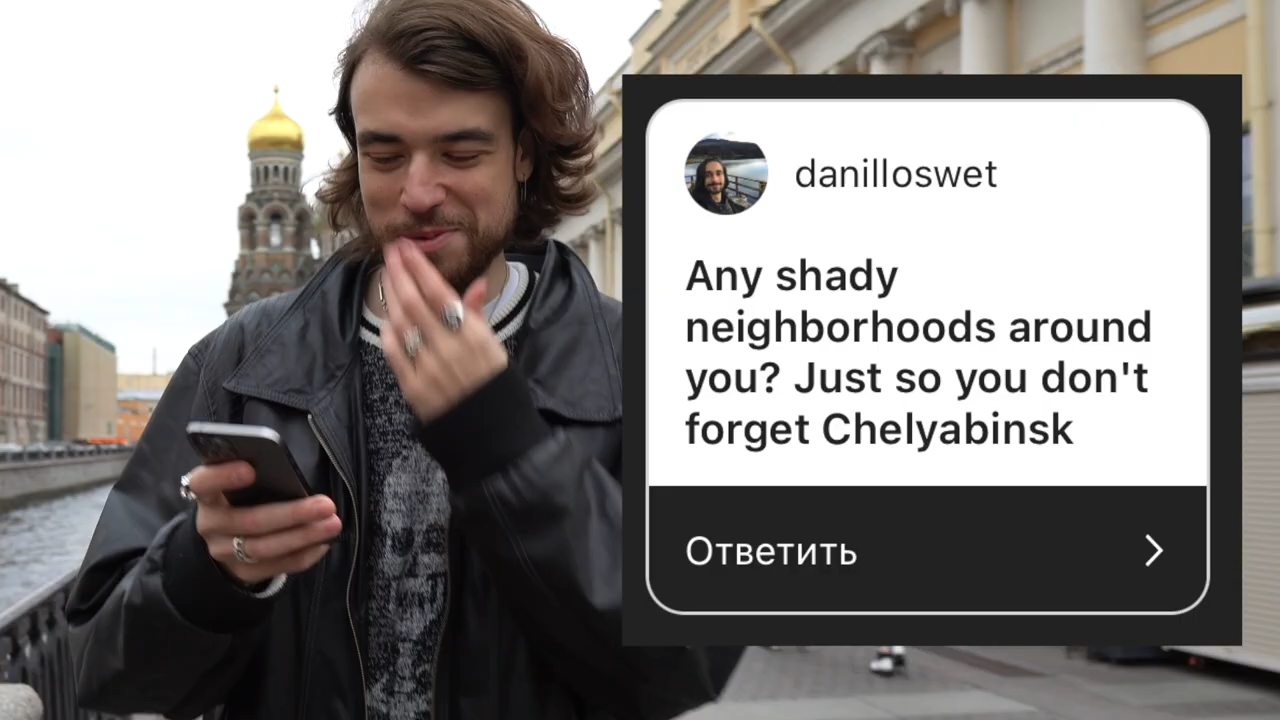 danilloswet
Any shady
neighborhoods around
you? Just so you don't
forget Chelyabinsk
Ответить